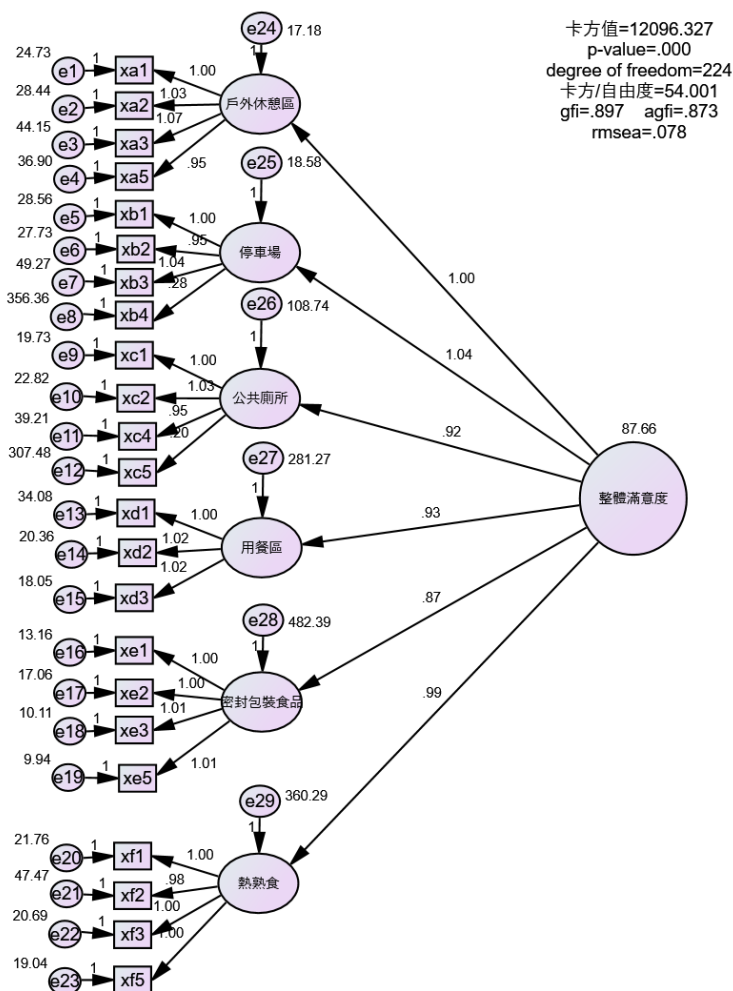 卡方值=12096.327
p-value=.000
degree of freedom=224
卡方/自由度=54.001
gfi=.897 agfi=.873
rmsea=.078
e24 17.18
24.73 e1 1 xa1 1.00 1
28.44 e2 1 xa2 1.03 戶外休憩區
44.15 e3 1 xa3 1.07
36.90 e4 1 xa5 .95
e25 18.58
28.56 e5 1 xb1 1.00 1
27.73 e6 1 xb2 .95 停車場
49.27 e7 1 xb3 1.04
356.36 e8 1 xb4 .28
1.00
e26 108.74
1.04
19.73 e9 1 xc1 1.00 1
22.82 e10 1 xc2 1.03 公共廁所
39.21 e11 1 xc4 .95
307.48 e12 1 xc5 .20
.92
87.66
整體滿意度
e27 281.27
34.08 e13 1 xd1 1.00 1
20.36 e14 1 xd2 1.02 用餐區
18.05 e15 1 xd3 1.02
.93
e28 482.39
.87
13.16 e16 1 xe1 1.00 1
17.06 e17 1 xe2 1.00 密封包裝食品
10.11 e18 1 xe3 1.01
9.94 e19 1 xe5 1.01
.99
e29 360.29
21.76 e20 1 xf1 1.00 1
47.47 e21 1 xf2 .98 熱熟食
20.69 e22 1 xf3 1.00
19.04 e23 1 xf5 1.00